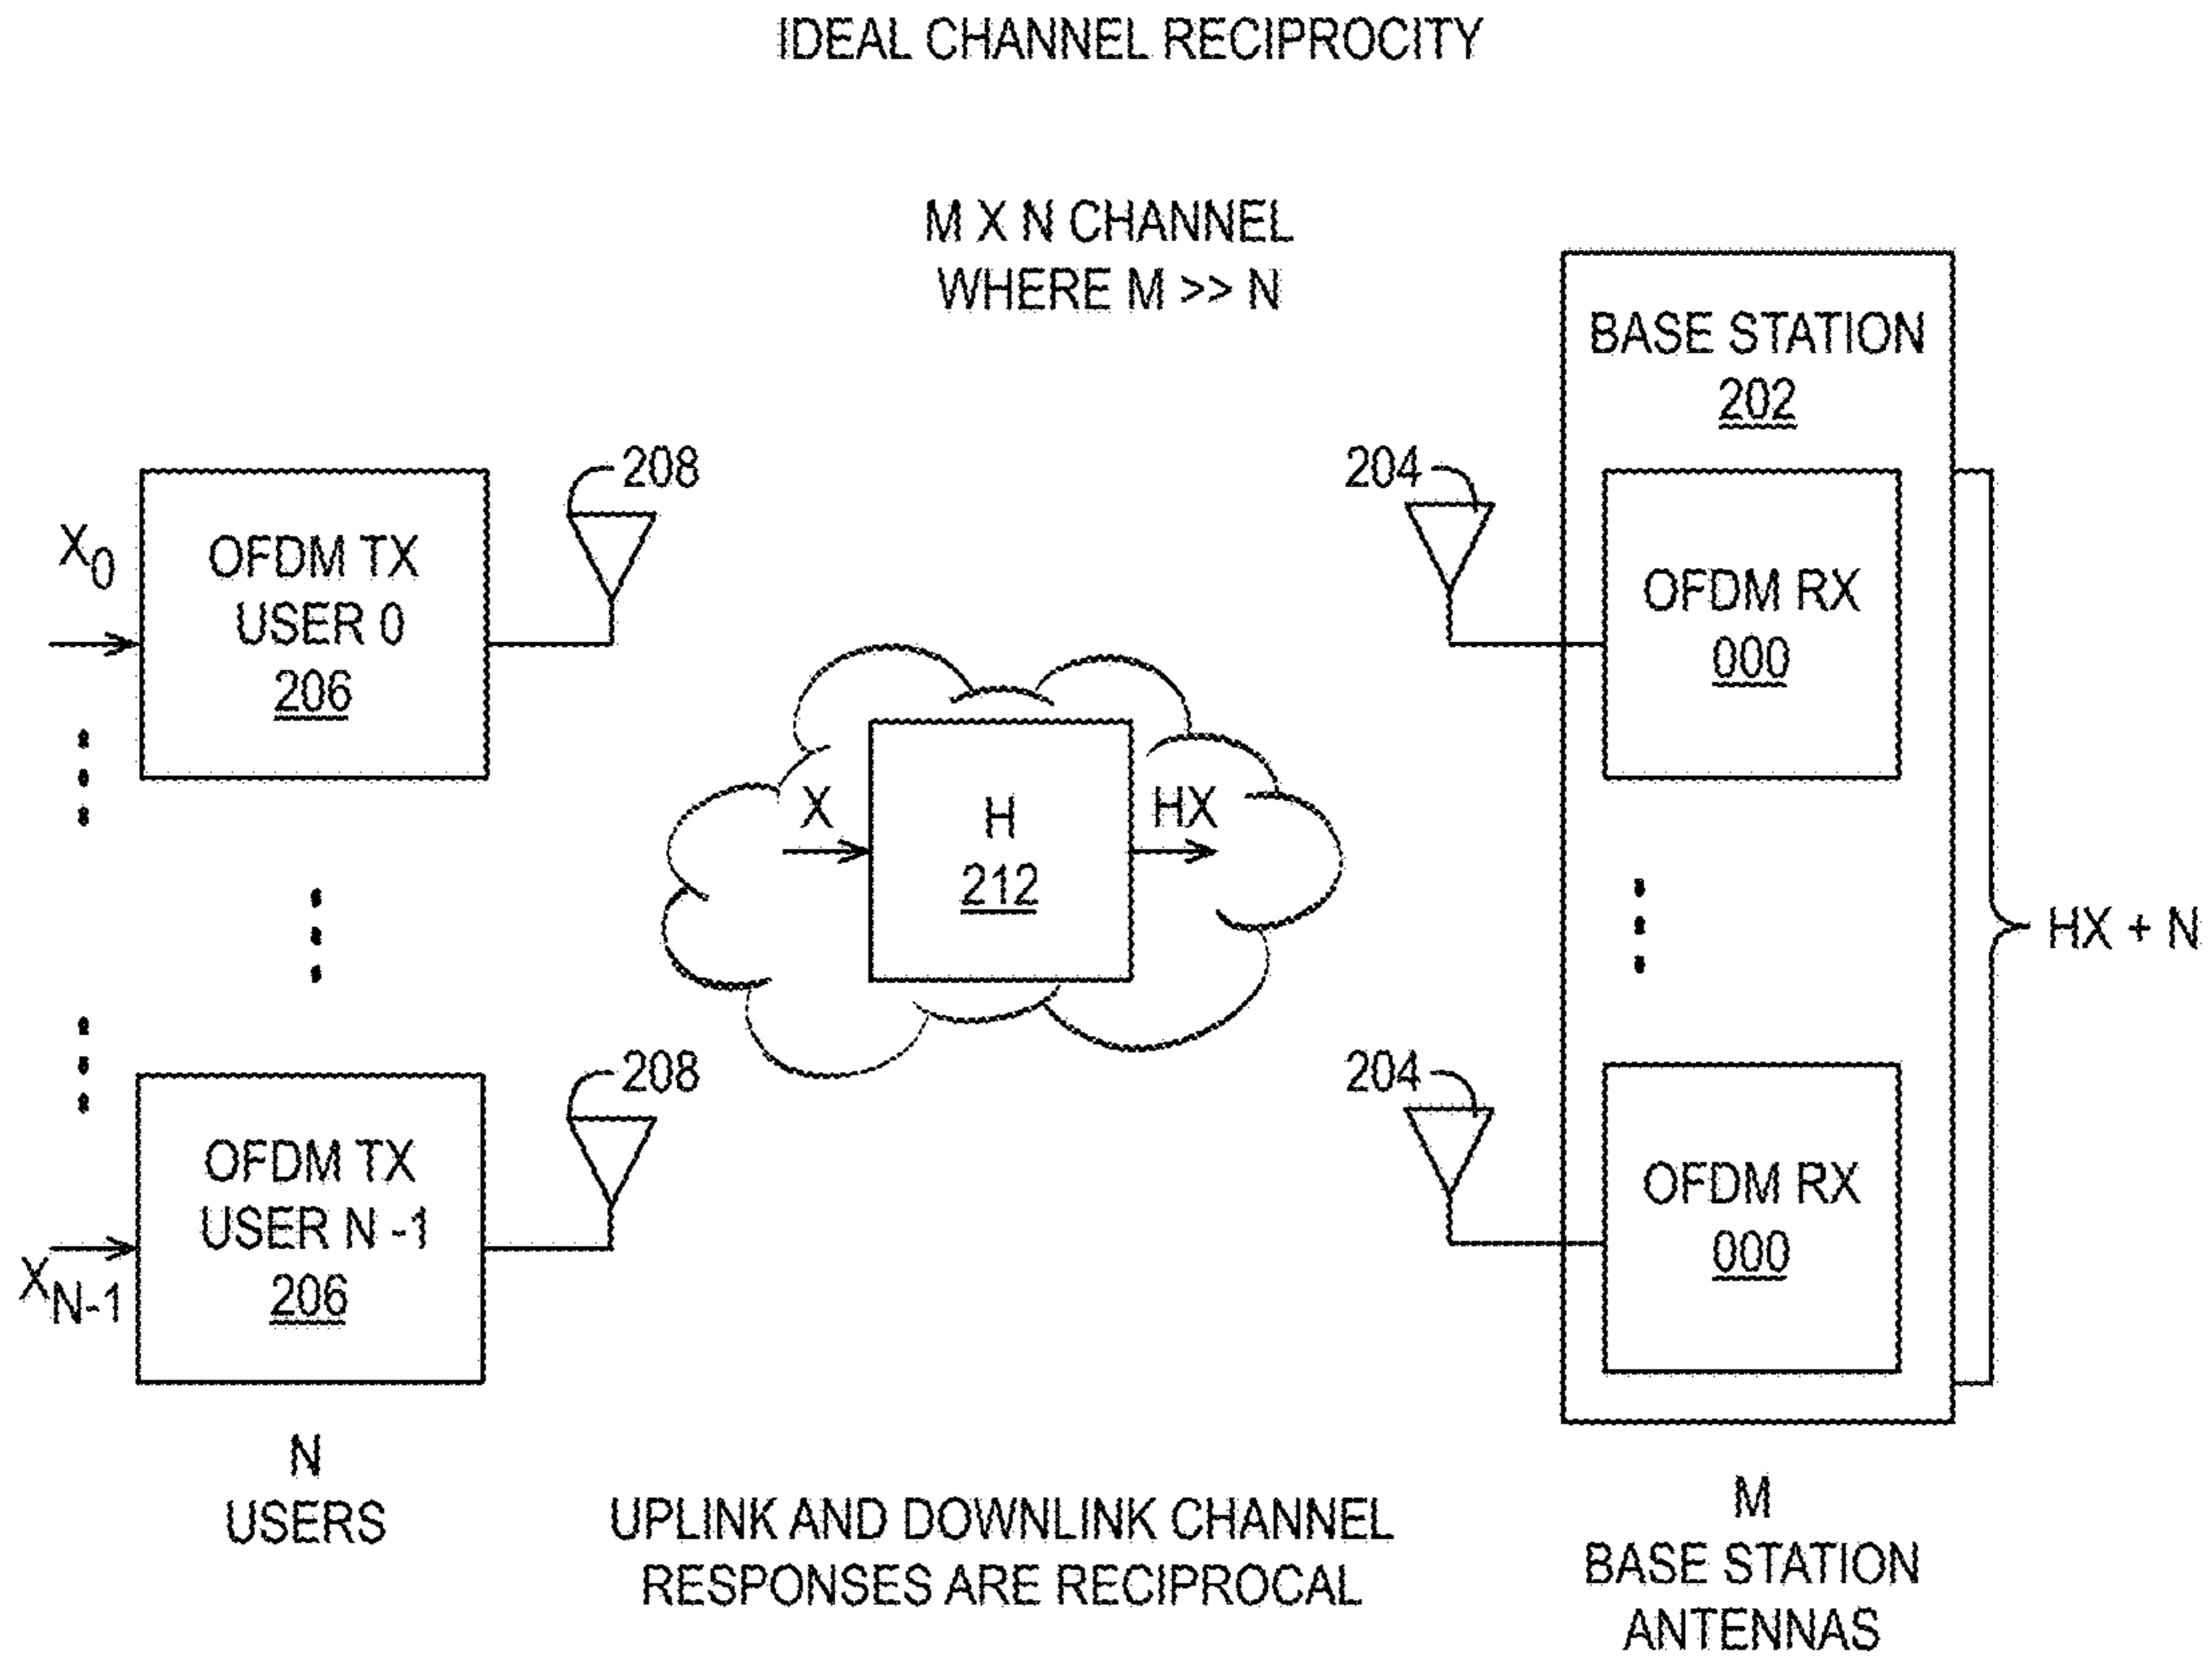 IDEAL CHANNEL RECIPROCITY
M X N CHANNEL
WHERE M >> N
BASE STATION
202
208
204
X0
OFDM TX
USER 0
206
OFDM RX
000
X
H
212
HX
HX + N
208
204
OFDM TX
USER N -1
206
XN-1
OFDM RX
000
N
USERS
UPLINK AND DOWNLINK CHANNEL
RESPONSES ARE RECIPROCAL
M
BASE STATION
ANTENNAS